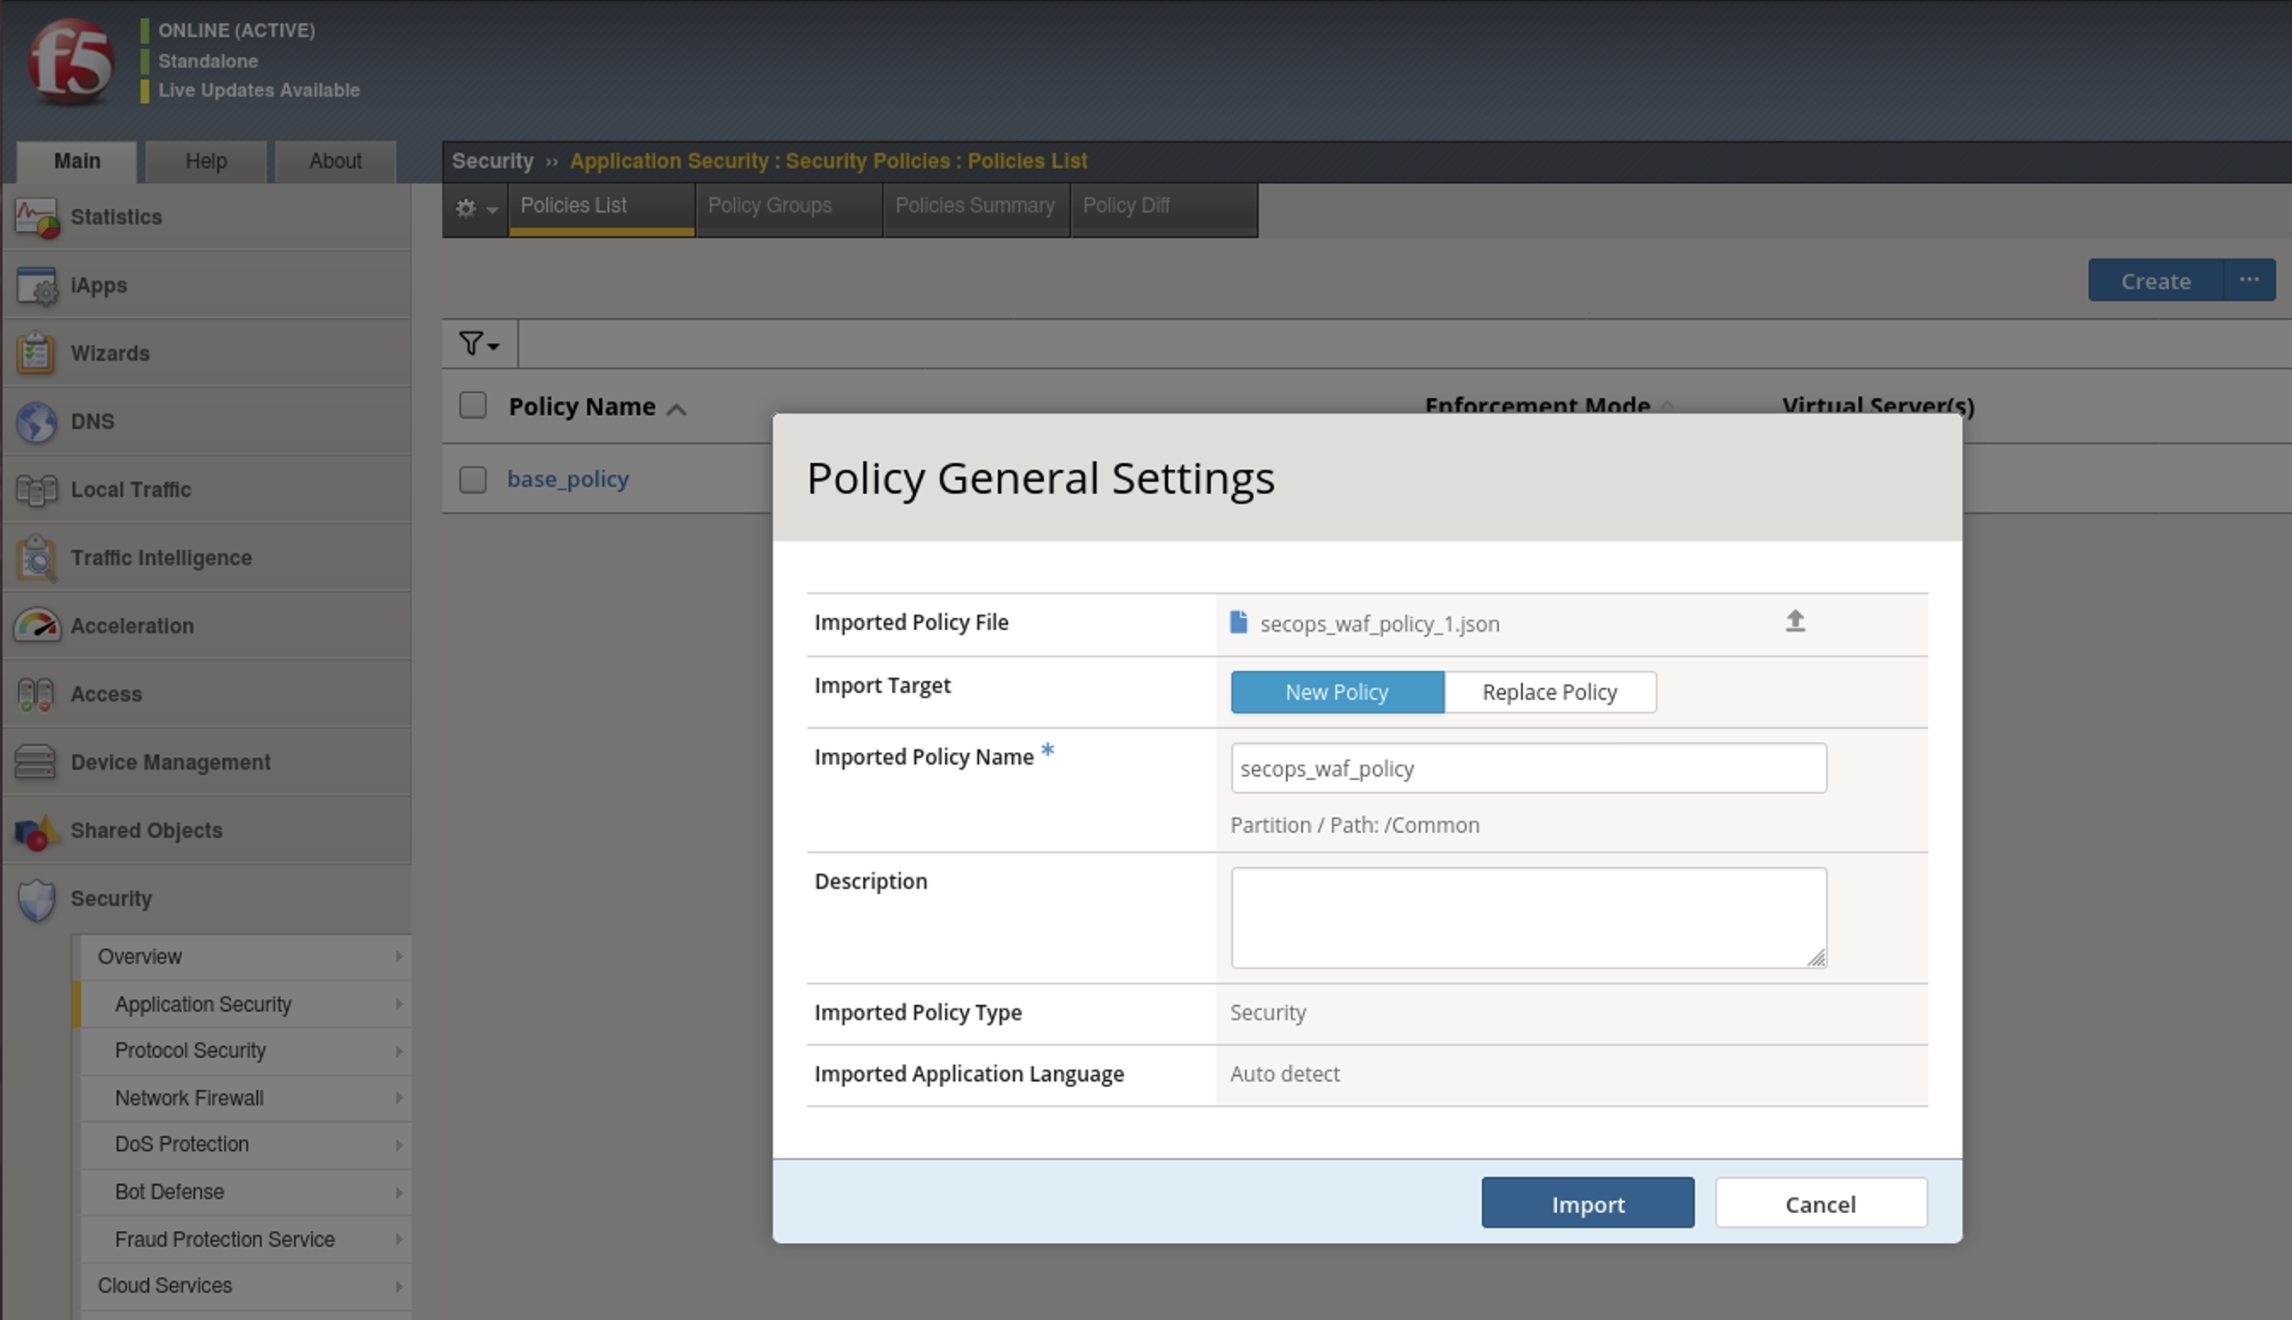 f5
ONLINE (ACTIVE)
Standalone
Live Updates Available
Main
Help
About
Security ›› Application Security : Security Policies : Policies List
Policies List
Policy Groups
Policies Summary
Policy Diff
Statistics
iApps
Wizards
DNS
Local Traffic
Traffic Intelligence
Acceleration
Access
Device Management
Shared Objects
Security
Overview
Application Security
Protocol Security
Network Firewall
DoS Protection
Bot Defense
Fraud Protection Service
Cloud Services
Create ...
Policy Name
Enforcement Mode
Virtual Server(s)
base_policy
Policy General Settings
Imported Policy File
secops_waf_policy_1.json
Import Target
New Policy
Replace Policy
Imported Policy Name *
secops_waf_policy
Partition / Path: /Common
Description
Imported Policy Type
Security
Imported Application Language
Auto detect
Import
Cancel